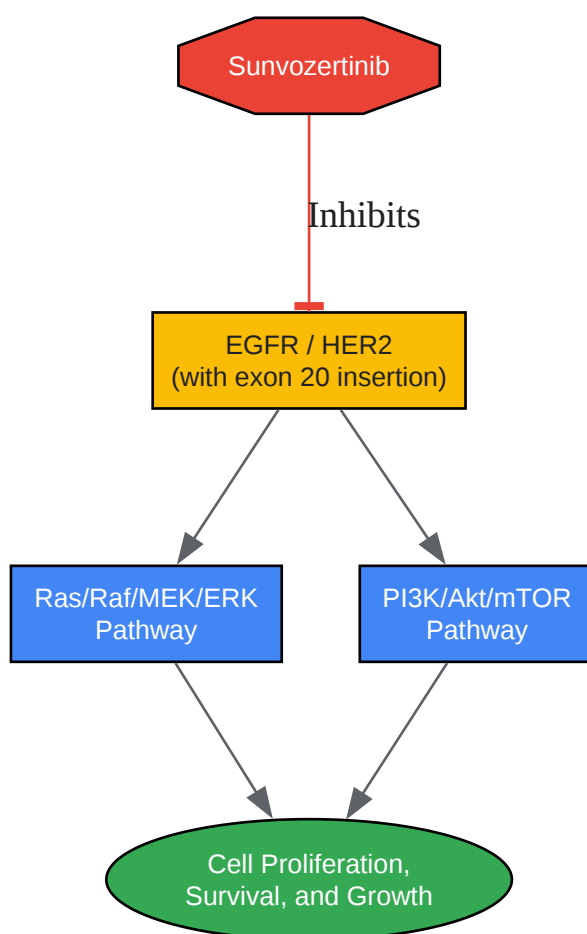 Sunvozertinib
Inhibits
EGFR / HER2
(with exon 20 insertion)
Ras/Raf/MEK/ERK
Pathway
PI3K/Akt/mTOR
Pathway
Cell Proliferation,
Survival, and Growth